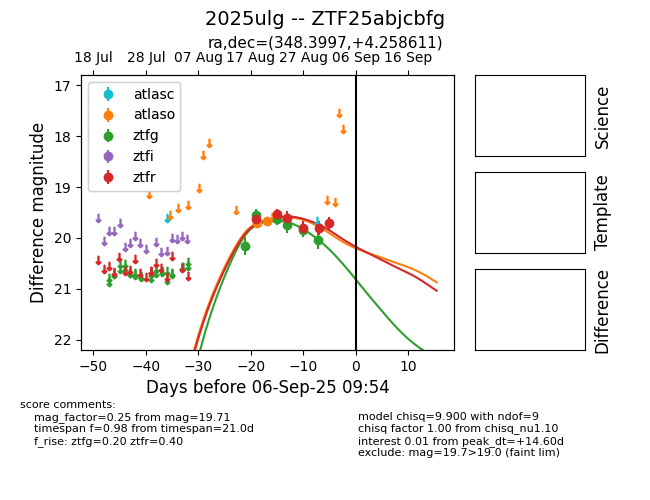 2025ulg -- ZTF25abjcbfg
ra,dec=(348.3997,+4.258611)
18 Jul 28 Jul 07 Aug 17 Aug 27 Aug 06 Sep 16 Sep
17
18
19
20
21
22
Difference magnitude
atlasc
atlaso
ztfg
ztfi
ztfr
−50 −40 −30 −20 −10 0 10
Days before 06-Sep-25 09:54
Science
Template
Difference
score comments:
mag_factor=0.25 from mag=19.71
timespan f=0.98 from timespan=21.0d
f_rise: ztfg=0.20 ztfr=0.40
model chisq=9.900 with ndof=9
chisq factor 1.00 from chisq_nu1.10
interest 0.01 from peak_dt=+14.60d
exclude: mag=19.7>19.0 (faint lim)